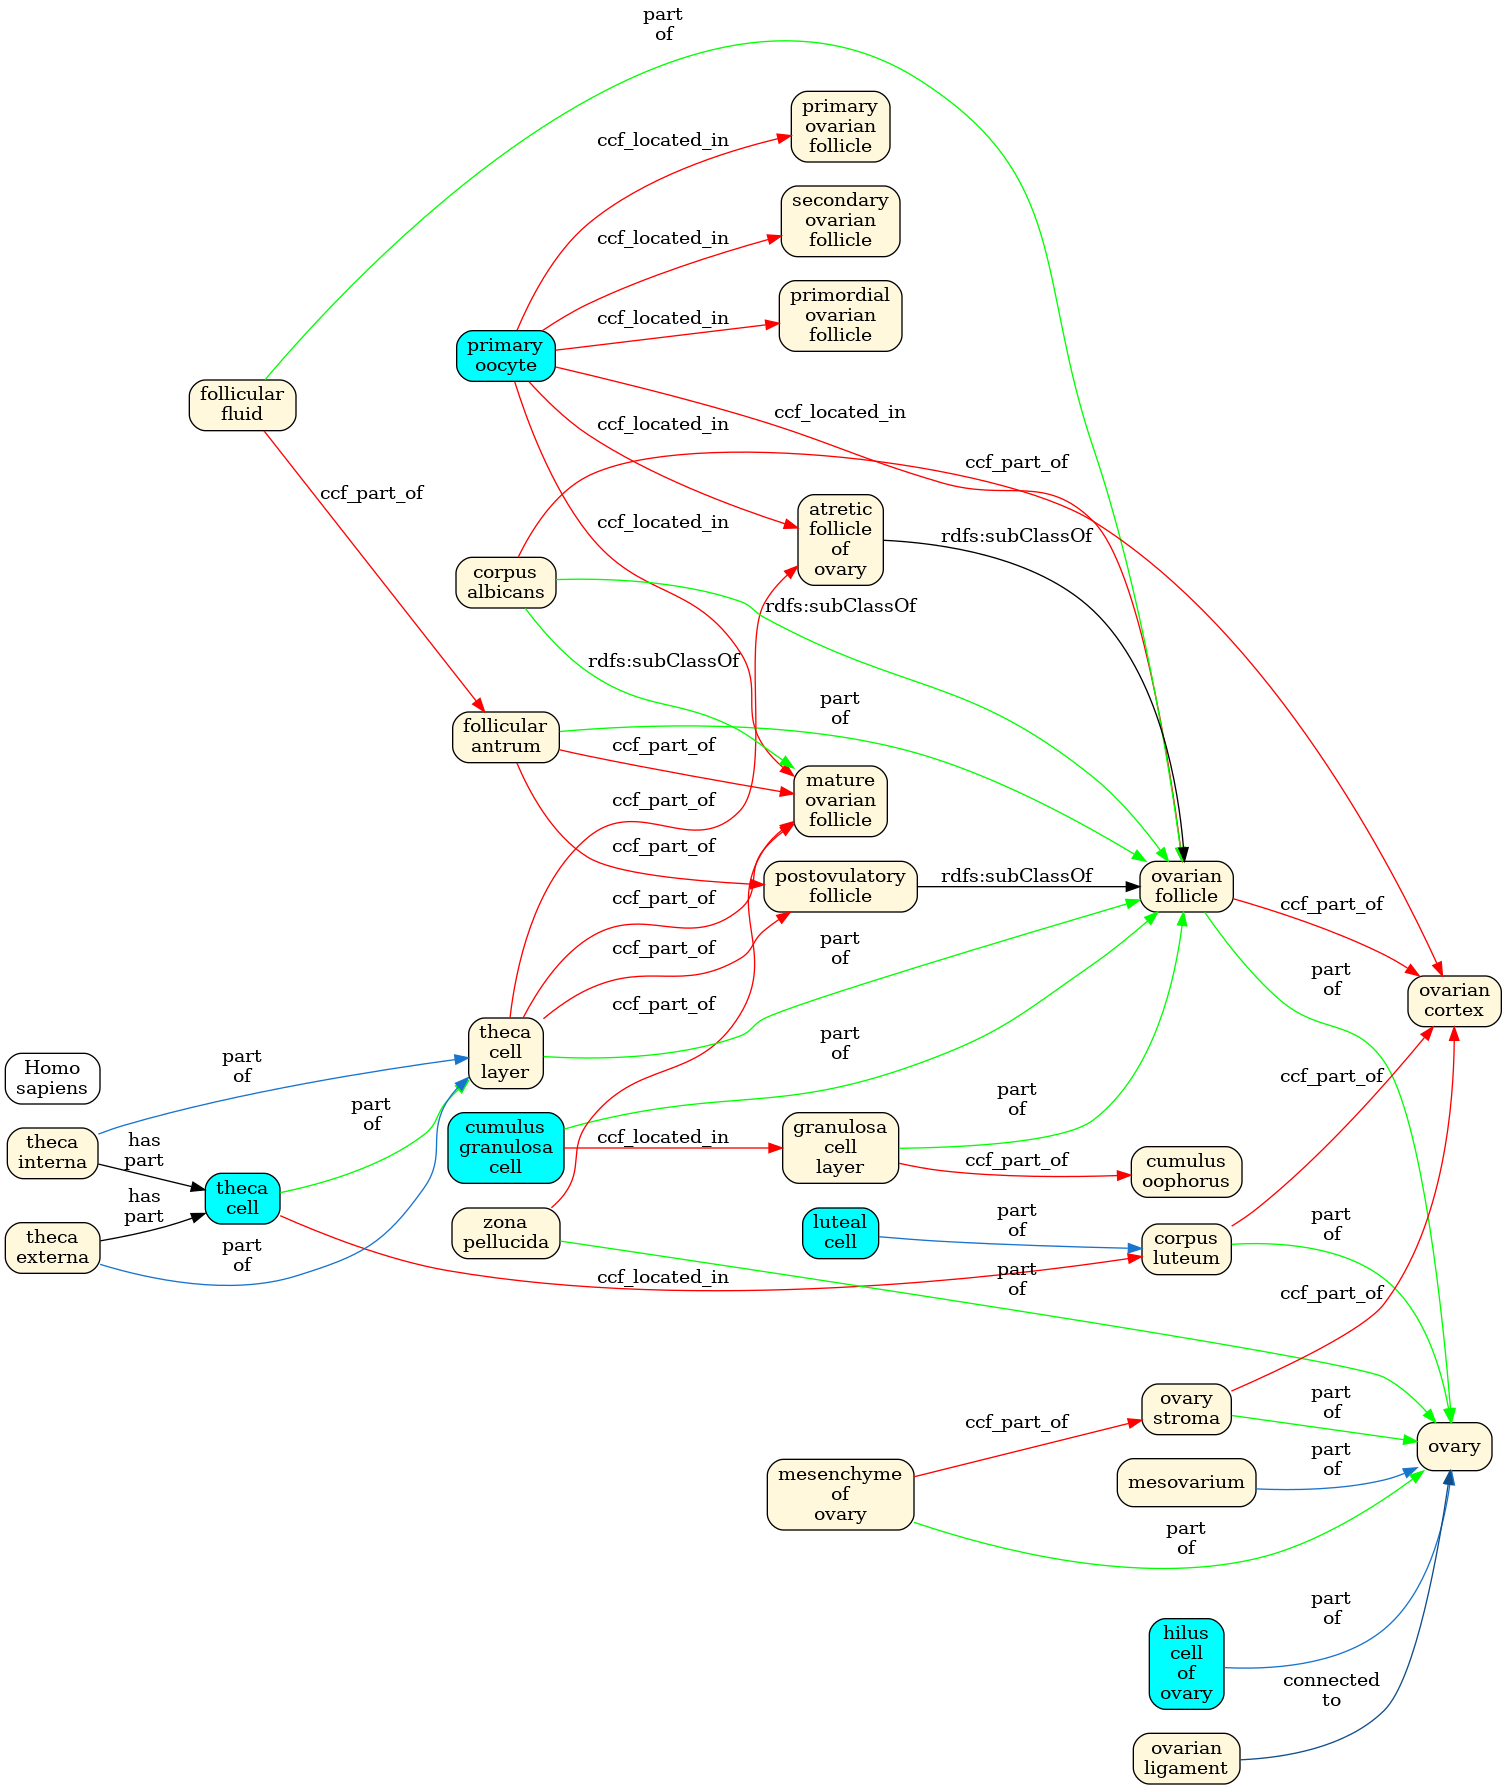 part
of
primary
ovarian
follicle
ccf_located_in
secondary
ovarian
follicle
ccf_located_in
primordial
ovarian
follicle
ccf_located_in
primary
oocyte
follicular
fluid
ccf_located_in
ccf_located_in
ccf_part_of
ccf_part_of
ccf_located_in
atretic
follicle
of
ovary
rdfs:subClassOf
corpus
albicans
rdfs:subClassOf
rdfs:subClassOf
part
of
follicular
antrum
ccf_part_of
mature
ovarian
follicle
ccf_part_of
ccf_part_of
postovulatory
follicle
rdfs:subClassOf
ovarian
follicle
ccf_part_of
ccf_part_of
part
of
ccf_part_of
part
of
ovarian
cortex
ccf_part_of
theca
cell
layer
part
of
Homo
sapiens
part
of
part
of
part
of
ccf_part_of
theca
interna
has
part
cumulus
granulosa
cell
ccf_located_in
granulosa
cell
layer
ccf_part_of
cumulus
oophorus
theca
cell
has
part
theca
externa
part
of
zona
pellucida
luteal
cell
part
of
corpus
luteum
part
of
ccf_located_in
part
of
ccf_part_of
ovary
stroma
part
of
ccf_part_of
ovary
mesenchyme
of
ovary
mesovarium
part
of
part
of
part
of
hilus
cell
of
ovary
connected
to
ovarian
ligament